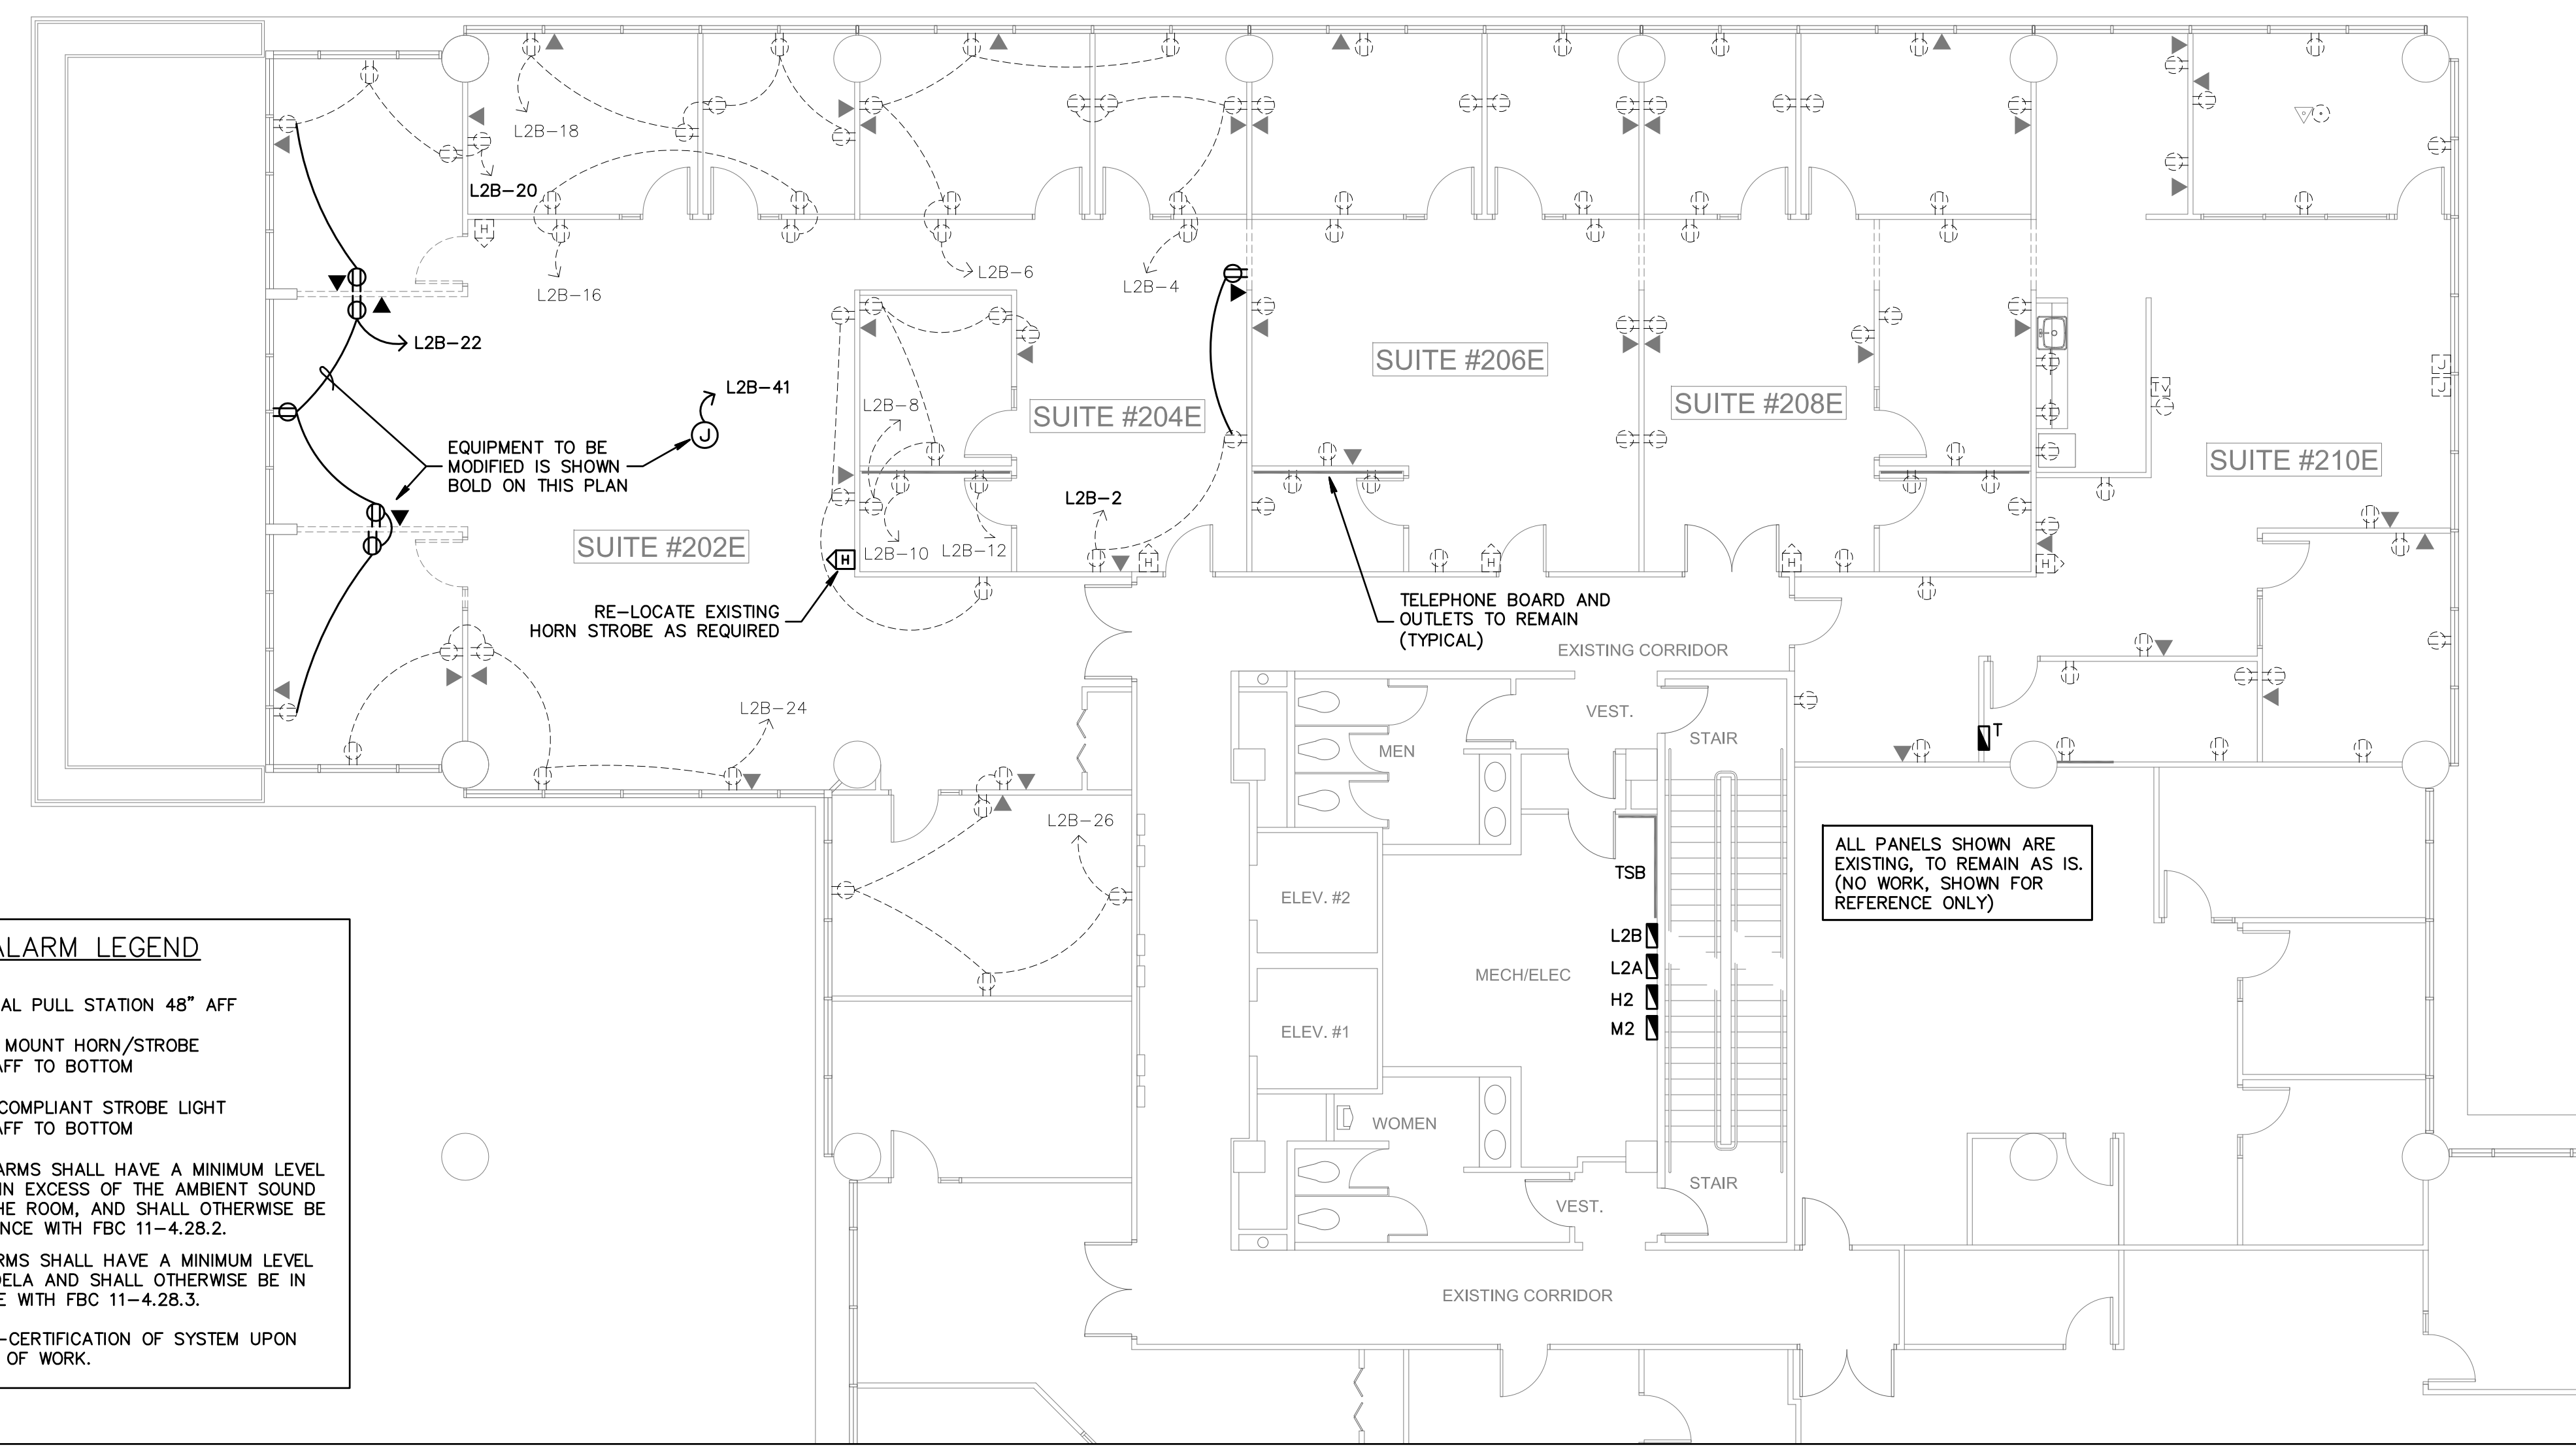 L2B-18
L2B-20
L2B-16
L2B-6
L2B-4
L2B-22
L2B-41
J
EQUIPMENT TO BE
MODIFIED IS SHOWN
BOLD ON THIS PLAN
L2B-8
L2B-10
L2B-12
L2B-2
SUITE #202E
SUITE #204E
SUITE #206E
SUITE #208E
SUITE #210E
H
H
H
H
H
J
J
RE-LOCATE EXISTING
HORN STROBE AS REQUIRED
TELEPHONE BOARD AND
OUTLETS TO REMAIN
(TYPICAL)
EXISTING CORRIDOR
L2B-24
L2B-26
MEN
VEST.
STAIR
T
ELEV. #2
ELEV. #1
MECH/ELEC
TSB
L2B
L2A
H2
M2
WOMEN
VEST.
STAIR
EXISTING CORRIDOR
ALL PANELS SHOWN ARE
EXISTING, TO REMAIN AS IS.
(NO WORK, SHOWN FOR
REFERENCE ONLY)
ALARM LEGEND
AL PULL STATION 48" AFF
MOUNT HORN/STROBE
AFF TO BOTTOM
COMPLIANT STROBE LIGHT
AFF TO BOTTOM
ARMS SHALL HAVE A MINIMUM LEVEL
IN EXCESS OF THE AMBIENT SOUND
HE ROOM, AND SHALL OTHERWISE BE
NCE WITH FBC 11-4.28.2.
RMS SHALL HAVE A MINIMUM LEVEL
DELA AND SHALL OTHERWISE BE IN
E WITH FBC 11-4.28.3.
-CERTIFICATION OF SYSTEM UPON
OF WORK.